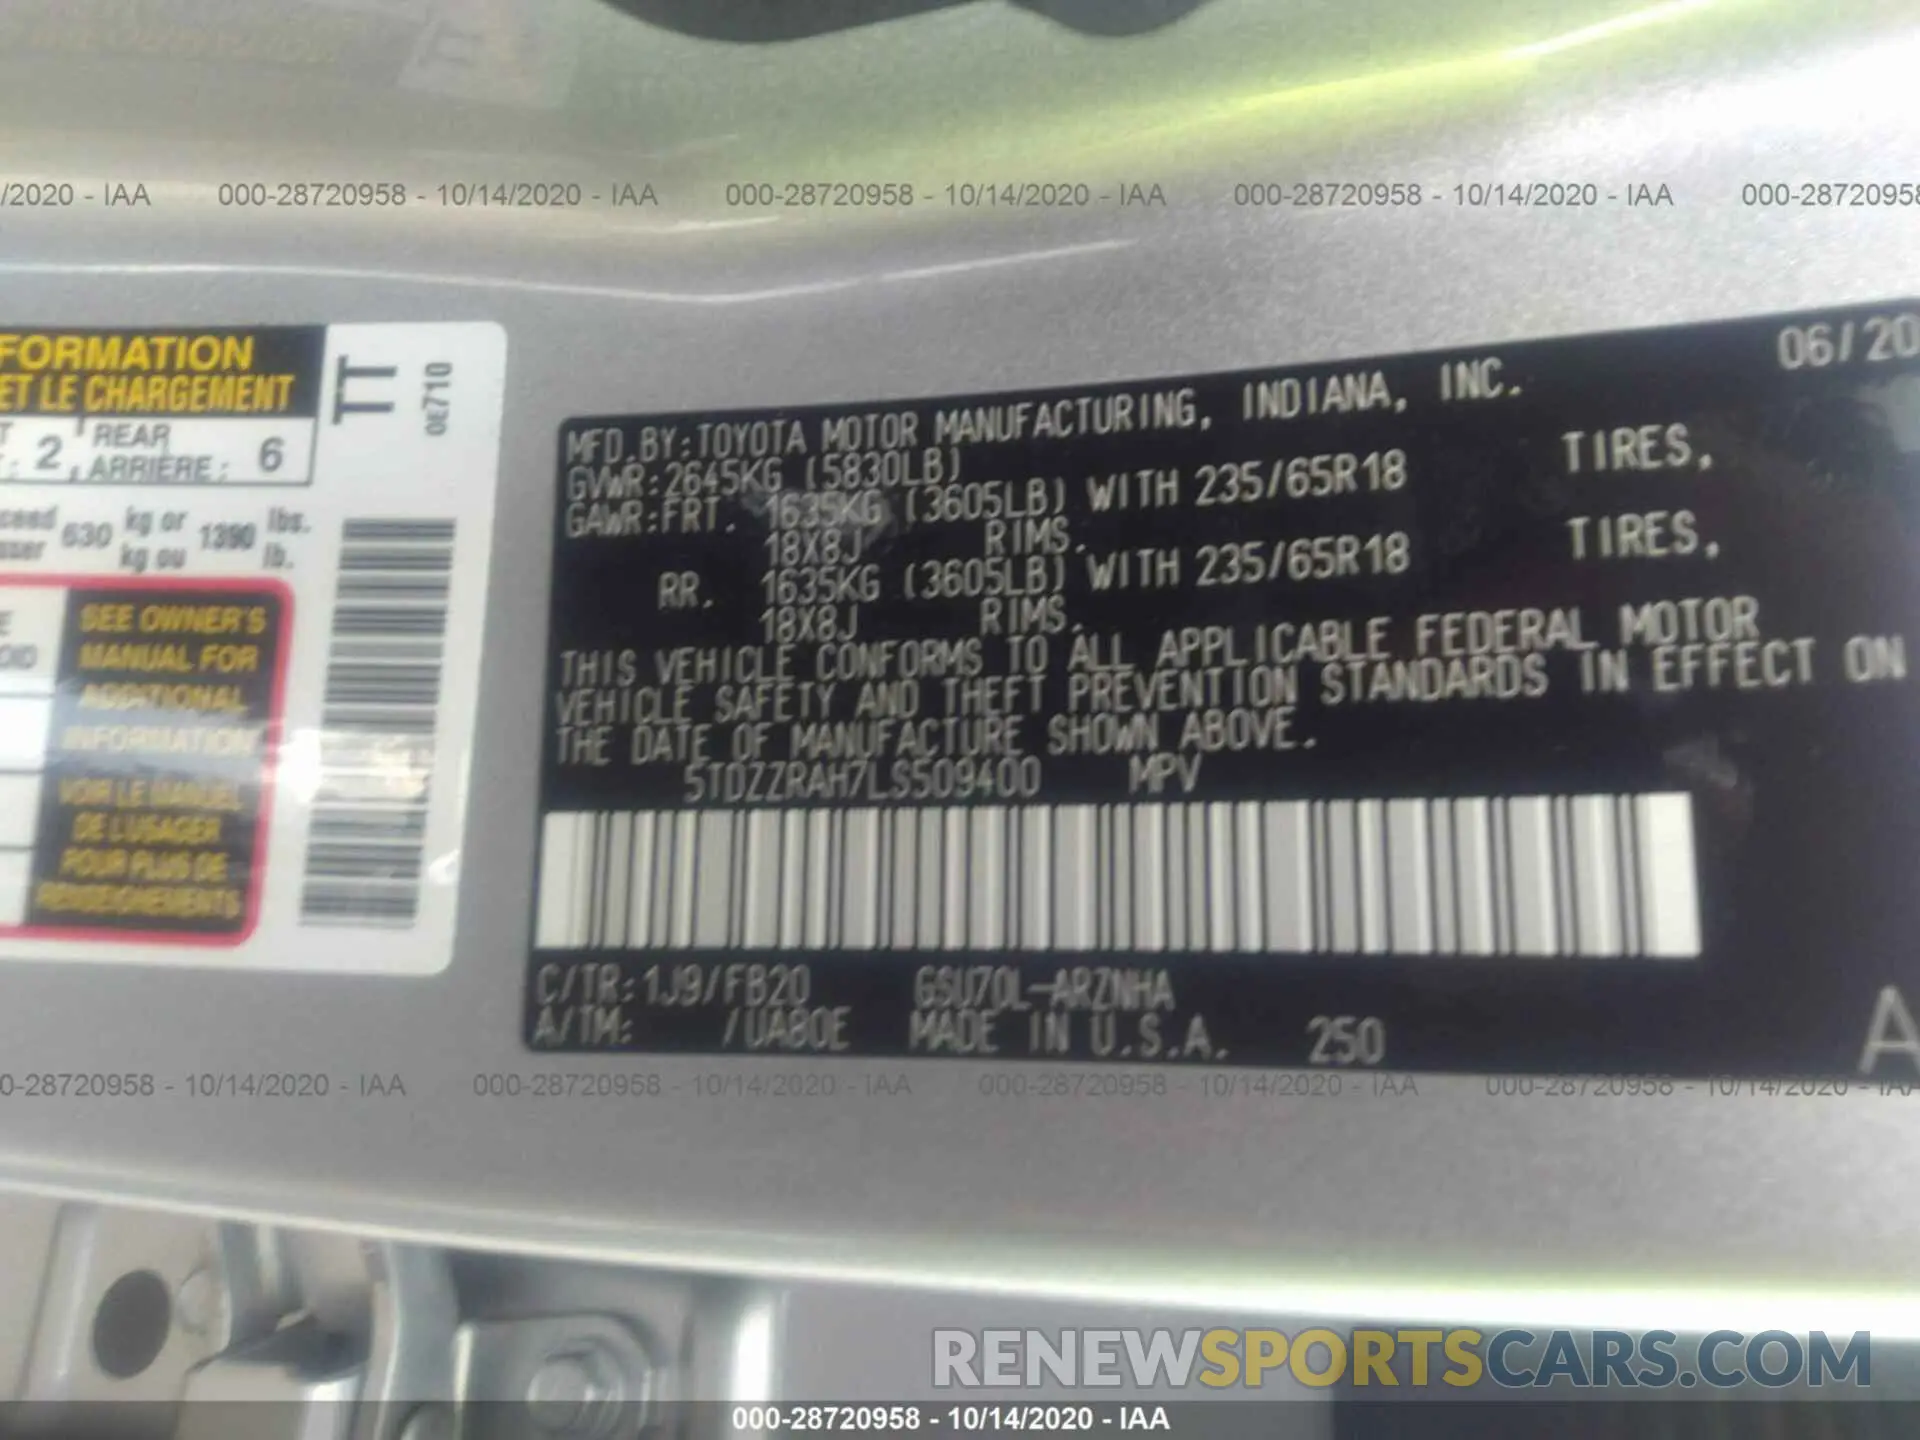 /2020 - IAA 000-28720958 - 10/14/2020 - IAA 000-28720958 - 10/14/2020 - IAA 000-28720958 - 10/14/2020 - IAA 000-28720958
FORMATION
ET LE CHARGEMENT
2 REAR
ARRIÈRE: 6
630 kg or 1390 lbs.
kg ou lb.
SEE OWNER'S
MANUAL FOR
ADDITIONAL
INFORMATION
VOIR LE MANUEL
DE L'USAGER
POUR PLUS DE
RENSEIGNEMENTS
TT
0E710
06/20
MFD.BY:TOYOTA MOTOR MANUFACTURING, INDIANA, INC.
GVWR:2645KG (5830LB)
GAWR:FRT. 1635KG (3605LB) WITH 235/65R18 TIRES,
18X8J RIMS.
RR. 1635KG (3605LB) WITH 235/65R18 TIRES,
18X8J RIMS.
THIS VEHICLE CONFORMS TO ALL APPLICABLE FEDERAL MOTOR
VEHICLE SAFETY AND THEFT PREVENTION STANDARDS IN EFFECT ON
THE DATE OF MANUFACTURE SHOWN ABOVE.
5TDZZRAH7LS509400 MPV
C/TR:1J9/FB20 GSU70L-ARZNHA
A/TM: /UA80E MADE IN U.S.A. 250
A
0-28720958 - 10/14/2020 - IAA 000-28720958 - 10/14/2020 - IAA 000-28720958 - 10/14/2020 - IAA 000-28720958 - 10/14/2020 - IAA
RENEWSPORTSCARS.COM
000-28720958 - 10/14/2020 - IAA